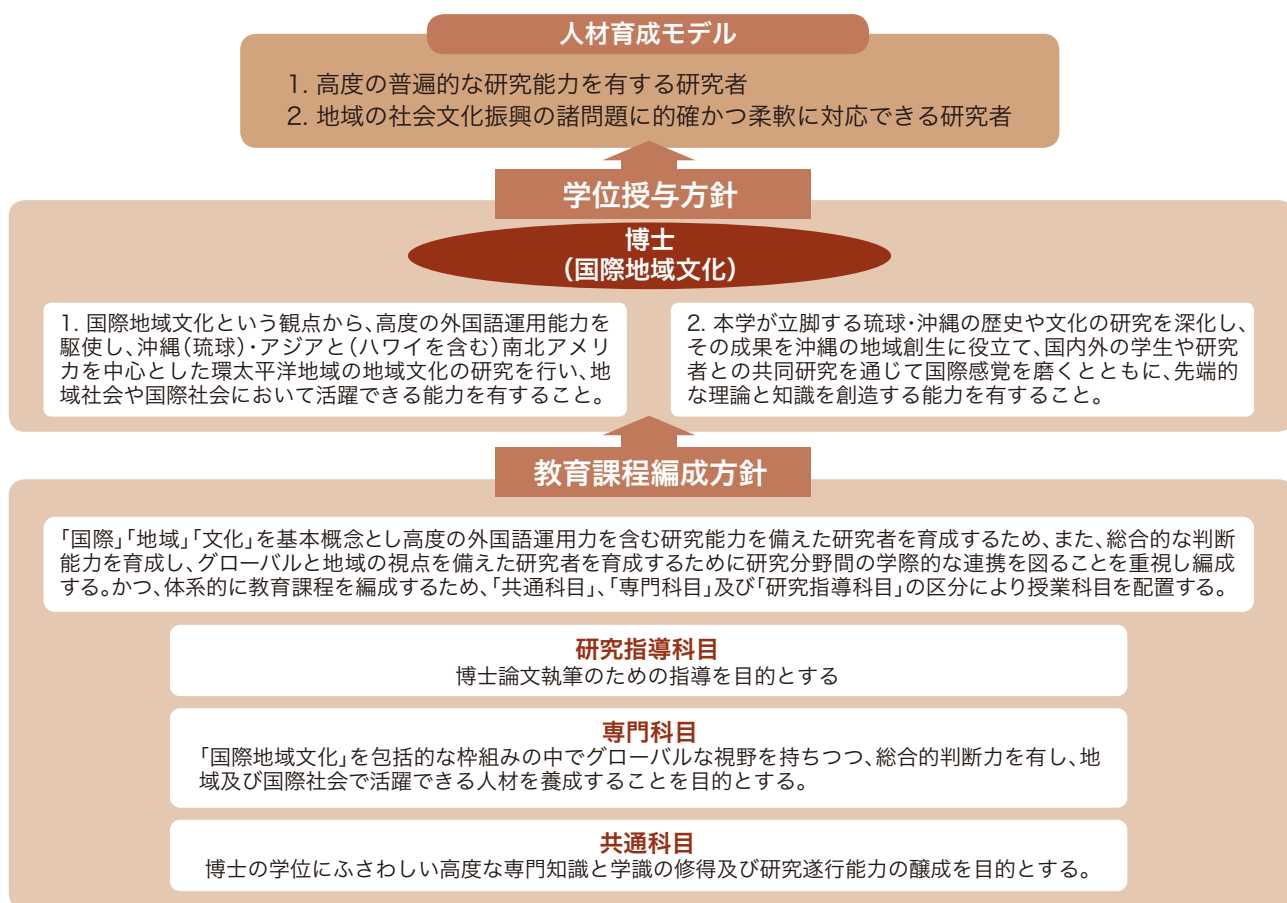 人材育成モデル
1. 高度の普遍的な研究能力を有する研究者
2. 地域の社会文化振興の諸問題に的確かつ柔軟に対応できる研究者
学位授与方針
博士
(国際地域文化)
1. 国際地域文化という観点から、高度の外国語運用能力を
駆使し、沖縄(琉球)・アジアと(ハワイを含む)南北アメリ
カを中心とした環太平洋地域の地域文化の研究を行い、地
域社会や国際社会において活躍できる能力を有すること。
2. 本学が立脚する琉球・沖縄の歴史や文化の研究を深化し、
その成果を沖縄の地域創生に役立て、国内外の学生や研究
者との共同研究を通じて国際感覚を磨くとともに、先端的
な理論と知識を創造する能力を有すること。
教育課程編成方針
「国際」「地域」「文化」を基本概念とし高度の外国語運用力を含む研究能力を備えた研究者を育成するため、また、総合的な判断
能力を育成し、グローバルと地域の視点を備えた研究者を育成するために研究分野間の学際的な連携を図ることを重視し編成
する。かつ、体系的に教育課程を編成するため、「共通科目」、「専門科目」及び「研究指導科目」の区分により授業科目を配置する。
研究指導科目
博士論文執筆のための指導を目的とする
専門科目
「国際地域文化」を包括的な枠組みの中でグローバルな視野を持ちつつ、総合的判断力を有し、地
域及び国際社会で活躍できる人材を養成することを目的とする。
共通科目
博士の学位にふさわしい高度な専門知識と学識の修得及び研究遂行能力の醸成を目的とする。